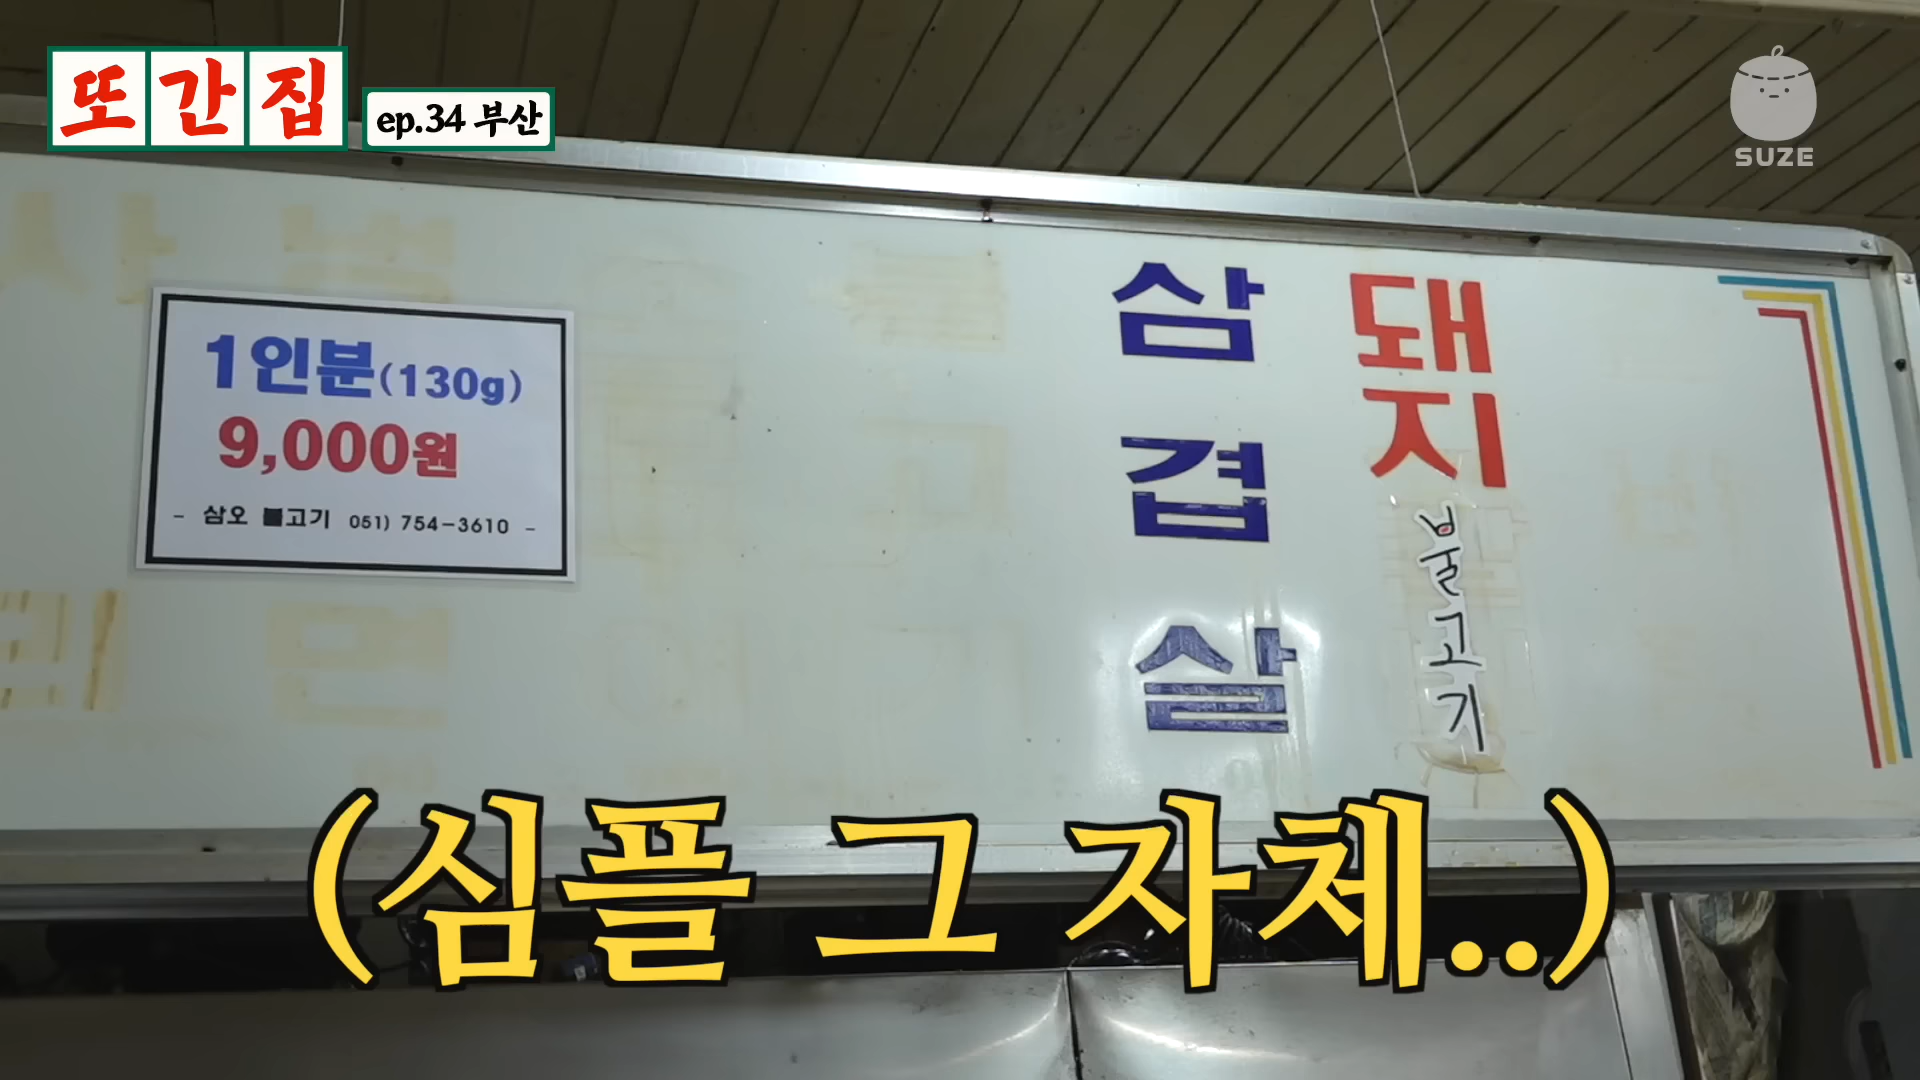 또간집
ep.34 부산
SUZE
1인분(130g)
9,000원
- 삼오 불고기 051) 754-3610 -
삼겹살
돼지
불고기
(심플 그 자체..)